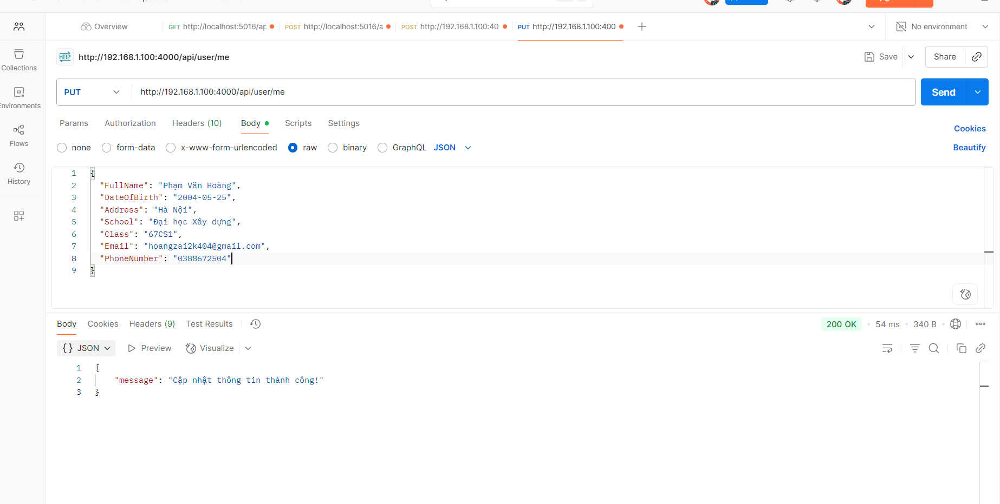 Overview
GET http://localhost:5016/ap
POST http://localhost:5016/a
POST http://192.168.1.100:40
PUT http://192.168.1.100:400
No environment
HTTP http://192.168.1.100:4000/api/user/me
Save
Share
Collections
Environments
Flows
History
PUT
http://192.168.1.100:4000/api/user/me
Send
Params Authorization Headers (10) Body Scripts Settings
Cookies
none form-data x-www-form-urlencoded raw binary GraphQL JSON
Beautify
1 {
2 "FullName": "Phạm Văn Hoàng",
3 "DateOfBirth": "2004-05-25",
4 "Address": "Hà Nội",
5 "School": "Đại học Xây dựng",
6 "Class": "67CS1",
7 "Email": "hoangzai2k404@gmail.com",
8 "PhoneNumber": "0388672504"
9 }
Body Cookies Headers (9) Test Results
200 OK 54 ms 340 B
{} JSON Preview Visualize
1 {
2 "message": "Cập nhật thông tin thành công!"
3 }